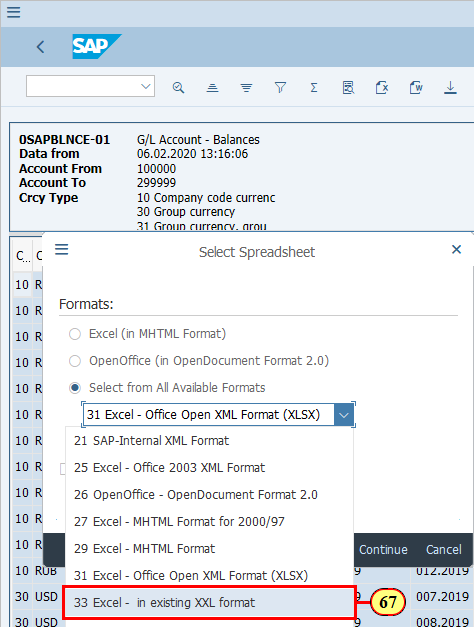 SAP
Σ
0SAPBLNCE-01 G/L Account - Balances
Data from 06.02.2020 13:16:06
Account From 100000
Account To 299999
Crcy Type 10 Company code currenc
30 Group currency
31 Group currency, grou
Select Spreadsheet
C... C
10 R
Formats:
10 R
Excel (in MHTML Format)
10 R
OpenOffice (in OpenDocument Format 2.0)
10 R
Select from All Available Formats
10 R
31 Excel - Office Open XML Format (XLSX)
10 R
21 SAP-Internal XML Format
10 R
25 Excel - Office 2003 XML Format
10 R
26 OpenOffice - OpenDocument Format 2.0
10 R
27 Excel - MHTML Format for 2000/97
10 R
29 Excel - MHTML Format
Continue Cancel
10 RUB
31 Excel - Office Open XML Format (XLSX)
9 012.2019
30 USD
33 Excel - in existing XXL format
67
9 007.2019
30 USD
9 008.2019